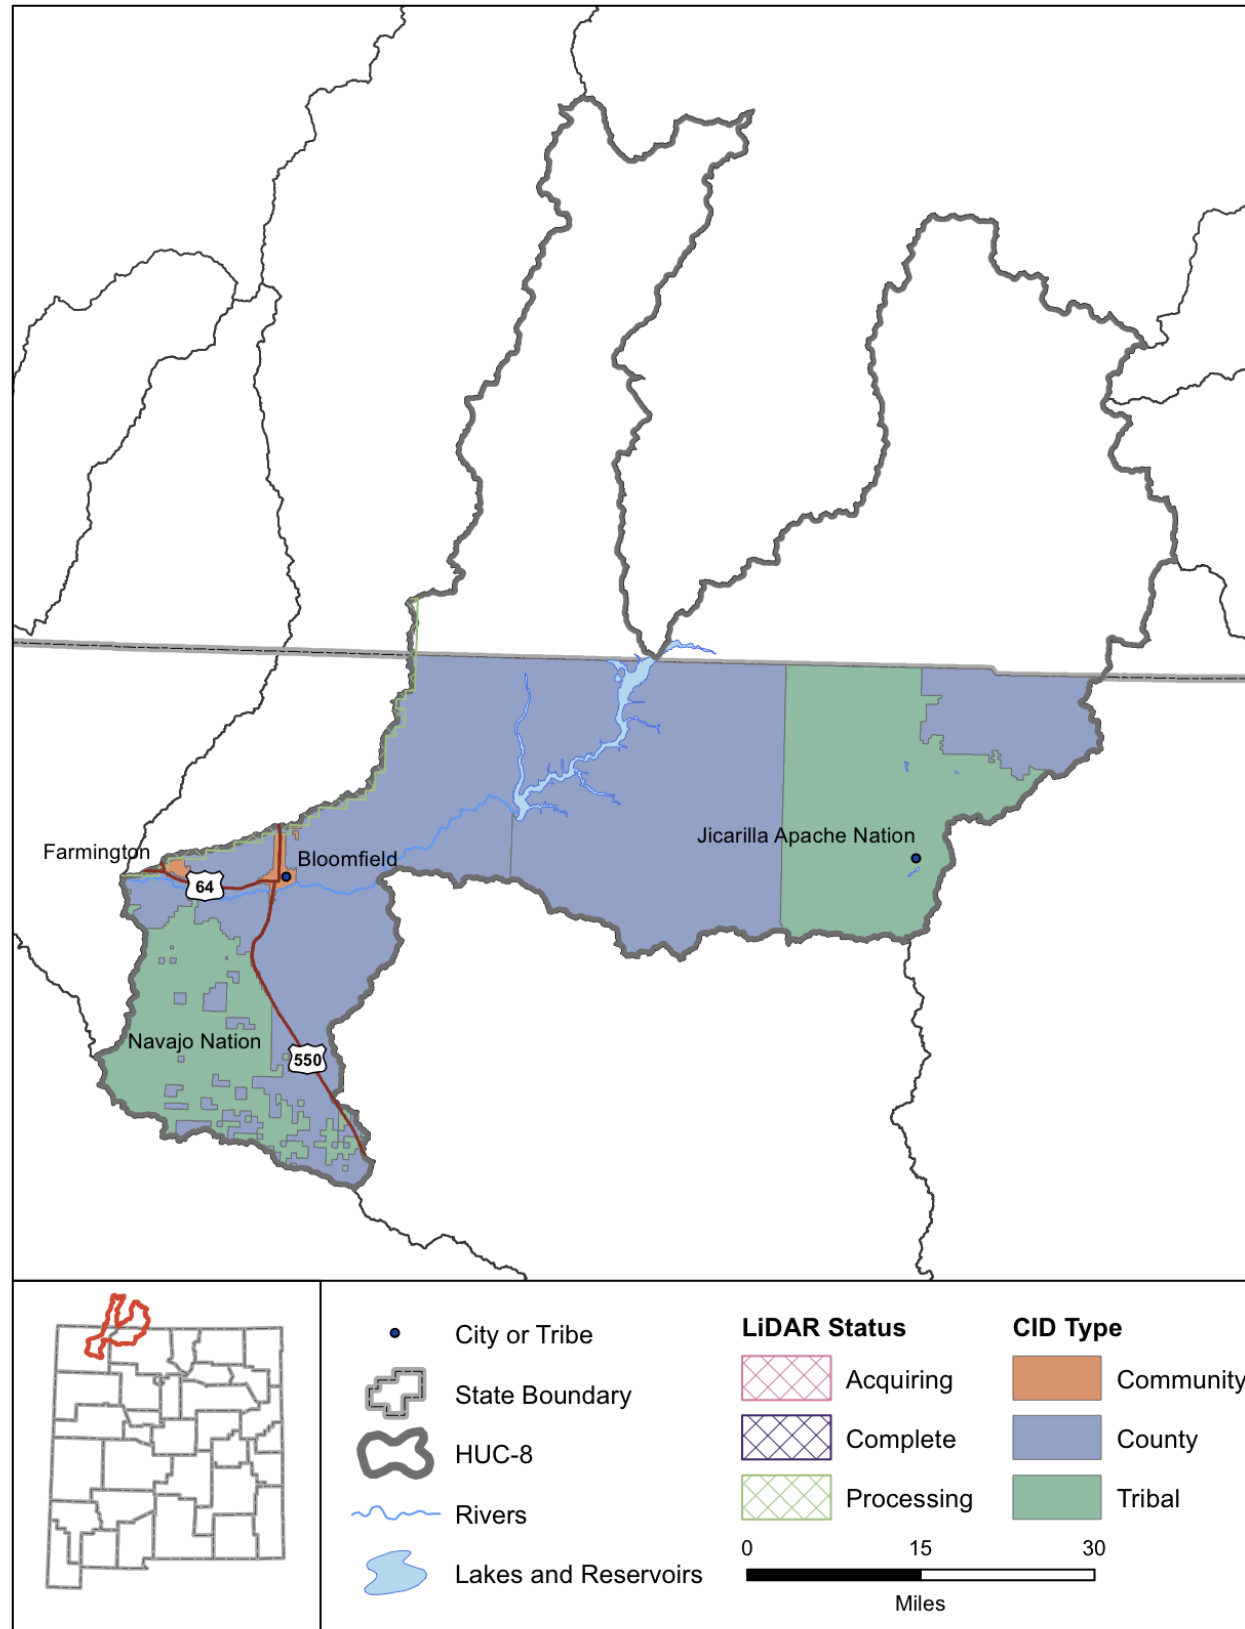 Farmington
Bloomfield
64
Jicarilla Apache Nation
Navajo Nation
550
City or Tribe
State Boundary
HUC-8
Rivers
Lakes and Reservoirs
LiDAR Status
Acquiring
Complete
Processing
CID Type
Community
County
Tribal
0 15 30
Miles